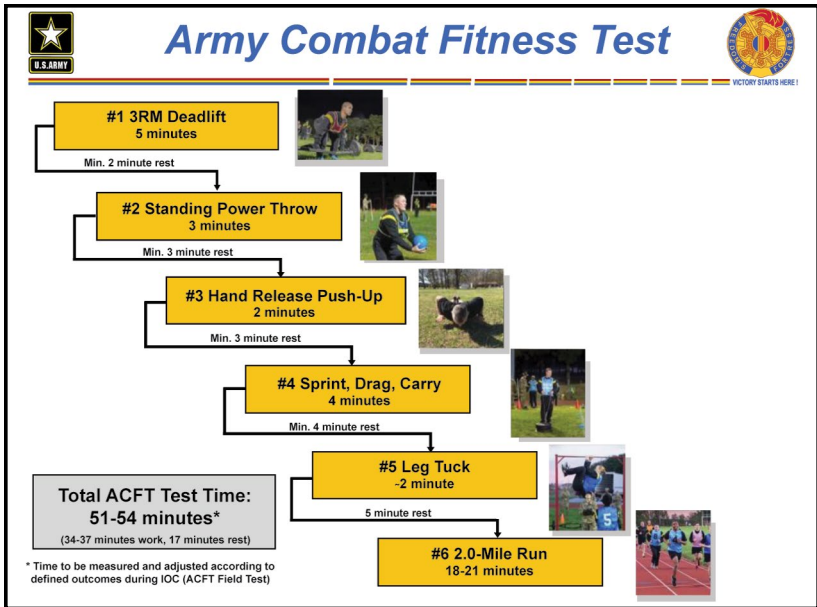 Army Combat Fitness Test
U.S.ARMY
FREEDOM'S FORTRESS
VICTORY STARTS HERE!
#1 3RM Deadlift
5 minutes
Min. 2 minute rest
#2 Standing Power Throw
3 minutes
Min. 3 minute rest
#3 Hand Release Push-Up
2 minutes
Min. 3 minute rest
#4 Sprint, Drag, Carry
4 minutes
Min. 4 minute rest
#5 Leg Tuck
~2 minute
5
5 minute rest
#6 2.0-Mile Run
18-21 minutes
Total ACFT Test Time:
51-54 minutes*
(34-37 minutes work, 17 minutes rest)
* Time to be measured and adjusted according to
defined outcomes during IOC (ACFT Field Test)